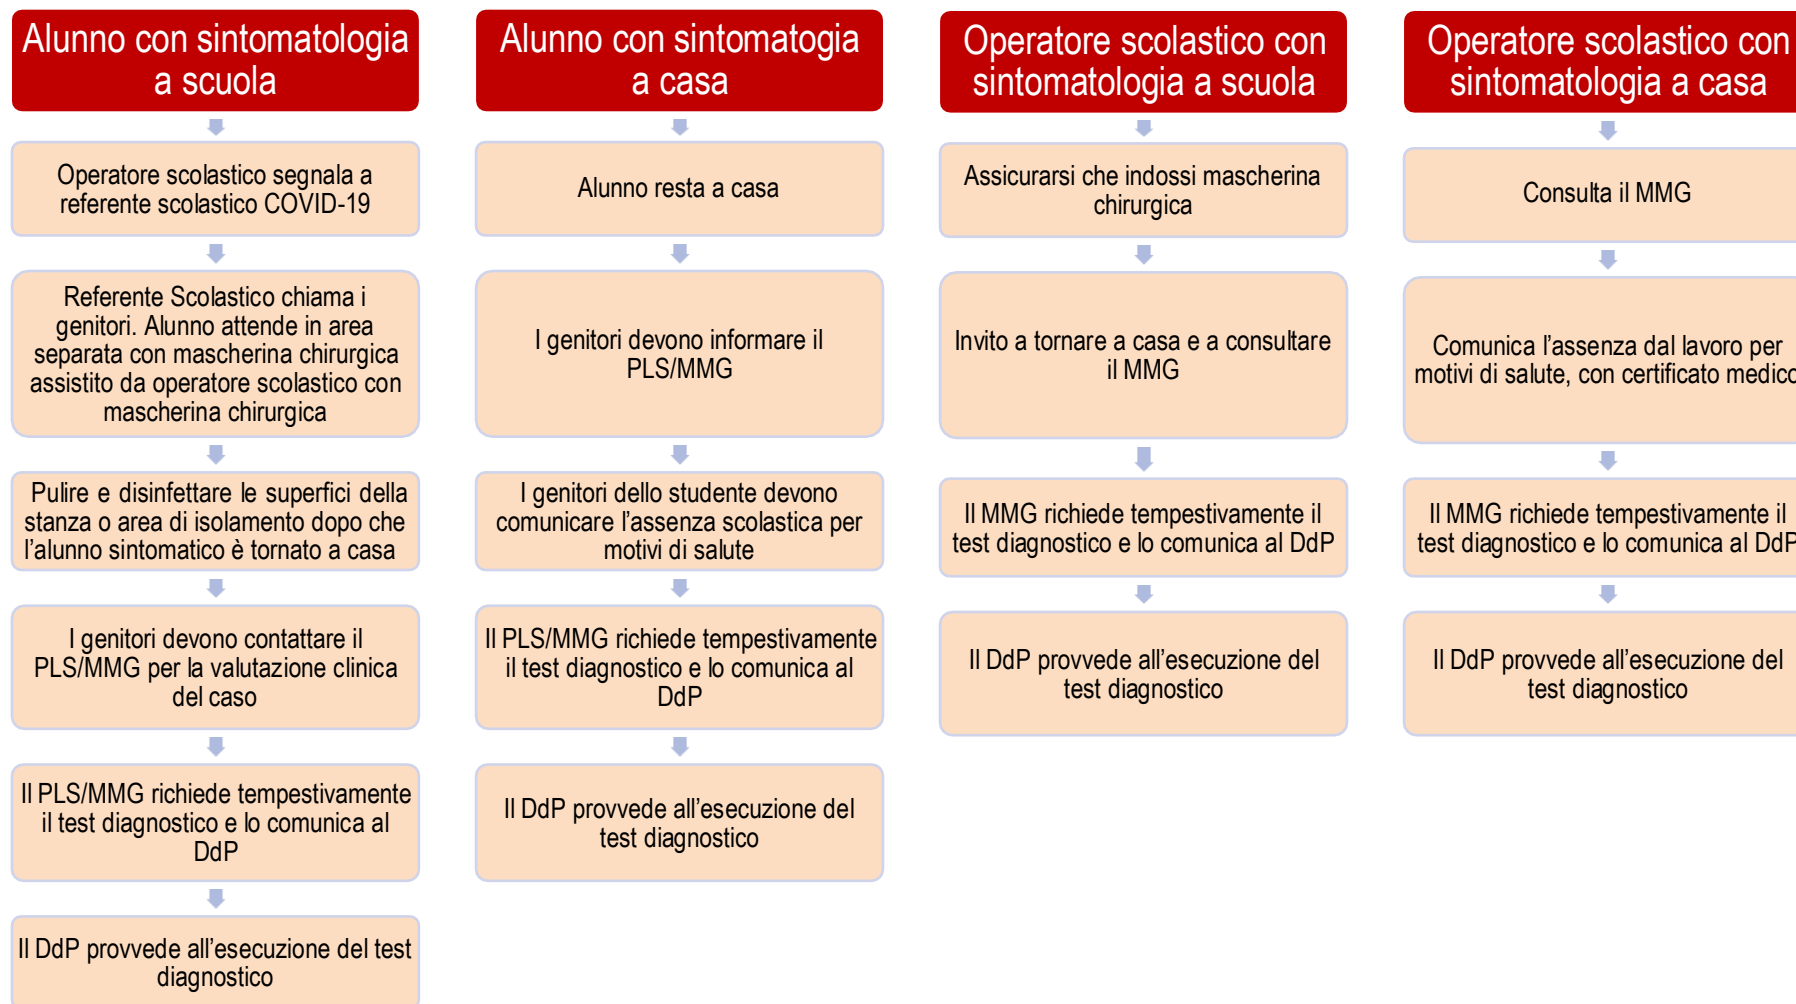 Alunno con sintomatologia
a scuola
Operatore scolastico segnala a
referente scolastico COVID-19
Referente Scolastico chiama i
genitori. Alunno attende in area
separata con mascherina chirurgica
assistito da operatore scolastico con
mascherina chirurgica
Pulire e disinfettare le superfici della
stanza o area di isolamento dopo che
l’alunno sintomatico è tornato a casa
I genitori devono contattare il
PLS/MMG per la valutazione clinica
del caso
Il PLS/MMG richiede tempestivamente
il test diagnostico e lo comunica al
DdP
Il DdP provvede all’esecuzione del test
diagnostico
Alunno con sintomatogia
a casa
Alunno resta a casa
I genitori devono informare il
PLS/MMG
I genitori dello studente devono
comunicare l’assenza scolastica per
motivi di salute
Il PLS/MMG richiede tempestivamente
il test diagnostico e lo comunica al
DdP
Il DdP provvede all’esecuzione del
test diagnostico
Operatore scolastico con
sintomatologia a scuola
Assicurarsi che indossi mascherina
chirurgica
Invito a tornare a casa e a consultare
il MMG
Il MMG richiede tempestivamente il
test diagnostico e lo comunica al DdP
Il DdP provvede all’esecuzione del
test diagnostico
Operatore scolastico con
sintomatologia a casa
Consulta il MMG
Comunica l’assenza dal lavoro per
motivi di salute, con certificato medico
Il MMG richiede tempestivamente il
test diagnostico e lo comunica al DdP
Il DdP provvede all’esecuzione del
test diagnostico